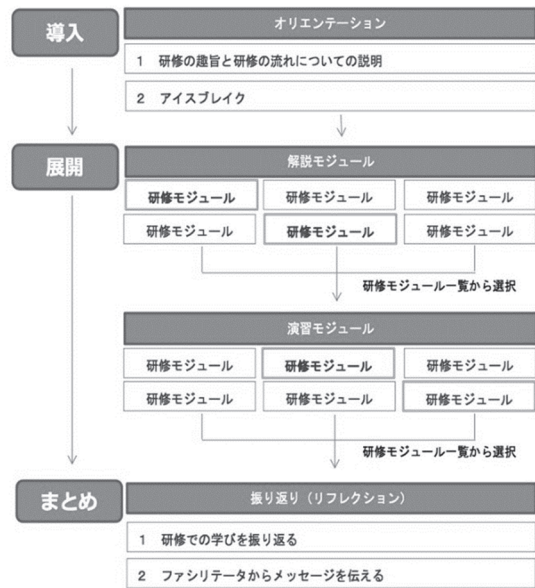 導入
オリエンテーション
1 研修の趣旨と研修の流れについての説明
2 アイスブレイク
展開
解説モジュール
研修モジュール 研修モジュール 研修モジュール
研修モジュール 研修モジュール 研修モジュール
研修モジュール一覧から選択
演習モジュール
研修モジュール 研修モジュール 研修モジュール
研修モジュール 研修モジュール 研修モジュール
研修モジュール一覧から選択
まとめ
振り返り（リフレクション）
1 研修での学びを振り返る
2 ファシリテータからメッセージを伝える